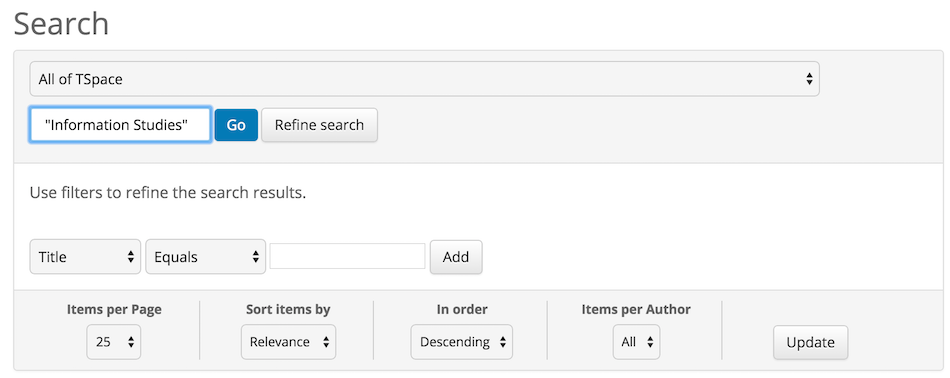 Search
All of TSpace
"Information Studies" Go Refine search
Use filters to refine the search results.
Title Equals Add
Items per Page Sort items by In order Items per Author
25 Relevance Descending All Update